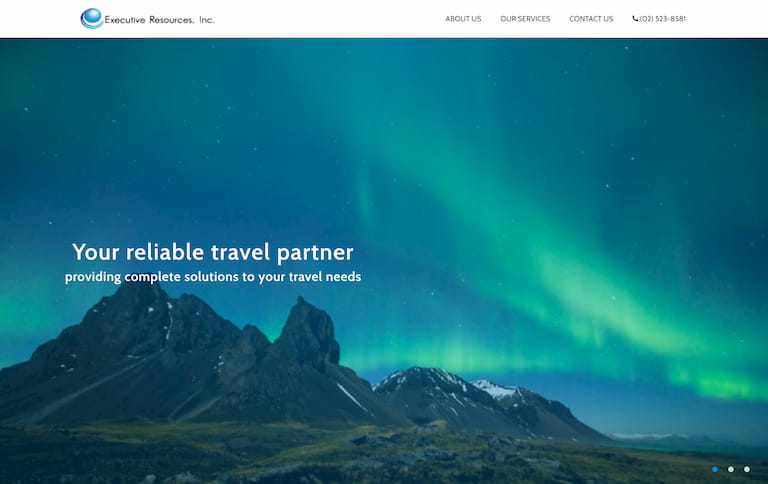 Executive Resources, Inc.
ABOUT US
OUR SERVICES
CONTACT US
(02) 523-8581
Your reliable travel partner
providing complete solutions to your travel needs